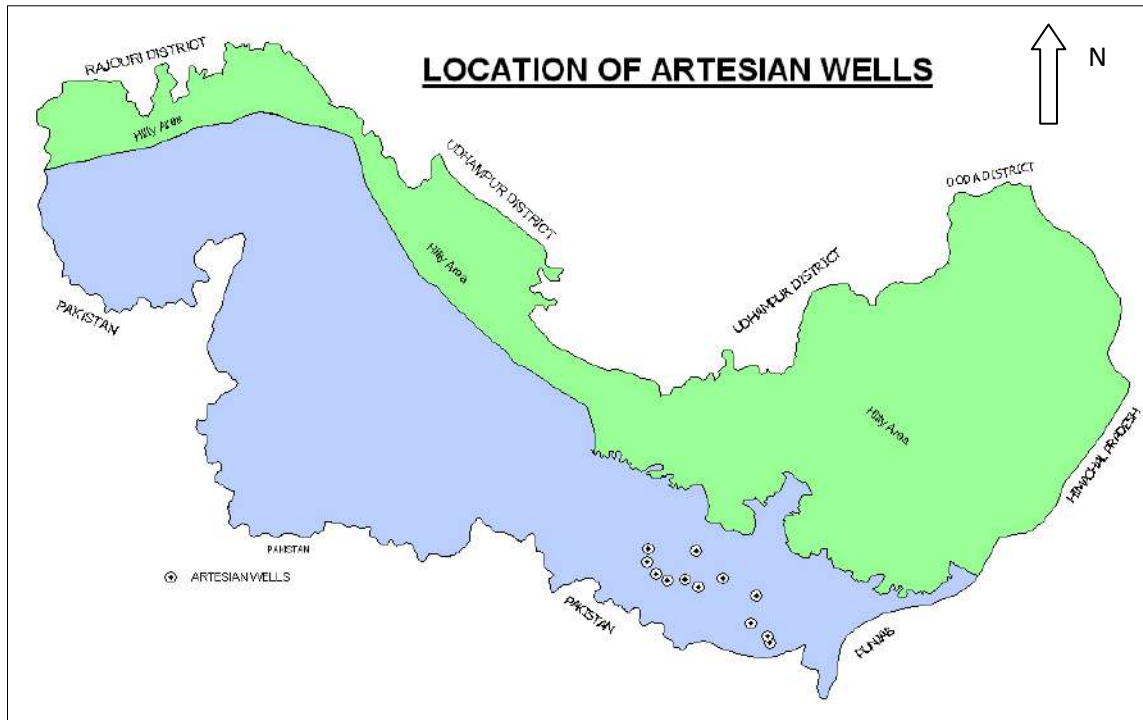 LOCATION OF ARTESIAN WELLS
N
RAJOURI DISTRICT
Hilly Area
UDHAMPUR DISTRICT
DODA DISTRICT
Hilly Area
UDHAMPUR DISTRICT
PAKISTAN
Hilly Area
HIMACHAL PRADESH
PAKISTAN
ARTESIAN WELLS
PAKISTAN
PUNJAB